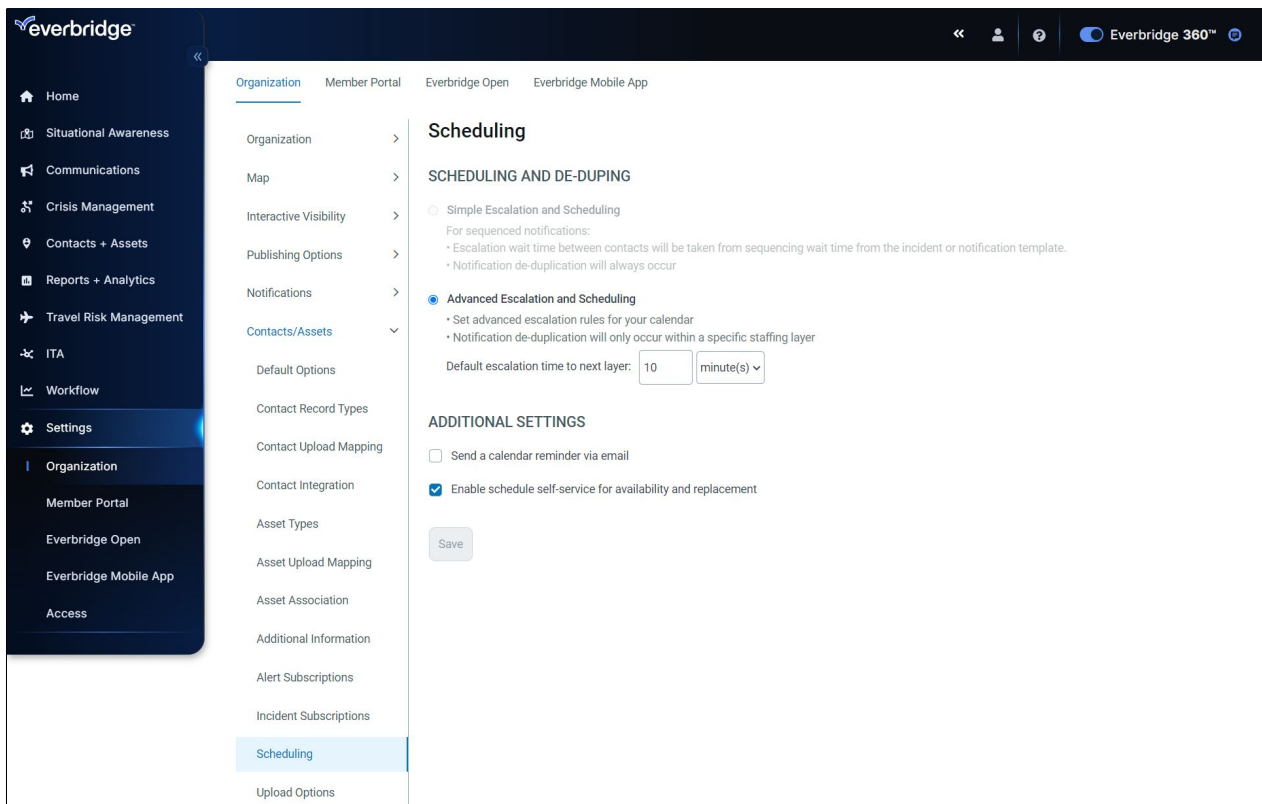 everbridge™
«
«
Everbridge 360™
Home
Situational Awareness
Communications
Crisis Management
Contacts + Assets
Reports + Analytics
Travel Risk Management
ITA
Workflow
Settings
Organization
Member Portal
Everbridge Open
Everbridge Mobile App
Access
Organization Member Portal Everbridge Open Everbridge Mobile App
Organization
Map
Interactive Visibility
Publishing Options
Notifications
Contacts/Assets
Default Options
Contact Record Types
Contact Upload Mapping
Contact Integration
Asset Types
Asset Upload Mapping
Asset Association
Additional Information
Alert Subscriptions
Incident Subscriptions
Scheduling
Upload Options
Scheduling
SCHEDULING AND DE-DUPING
Simple Escalation and Scheduling
For sequenced notifications:
• Escalation wait time between contacts will be taken from sequencing wait time from the incident or notification template.
• Notification de-duplication will always occur
Advanced Escalation and Scheduling
• Set advanced escalation rules for your calendar
• Notification de-duplication will only occur within a specific staffing layer
Default escalation time to next layer: 10 minute(s)
ADDITIONAL SETTINGS
Send a calendar reminder via email
Enable schedule self-service for availability and replacement
Save